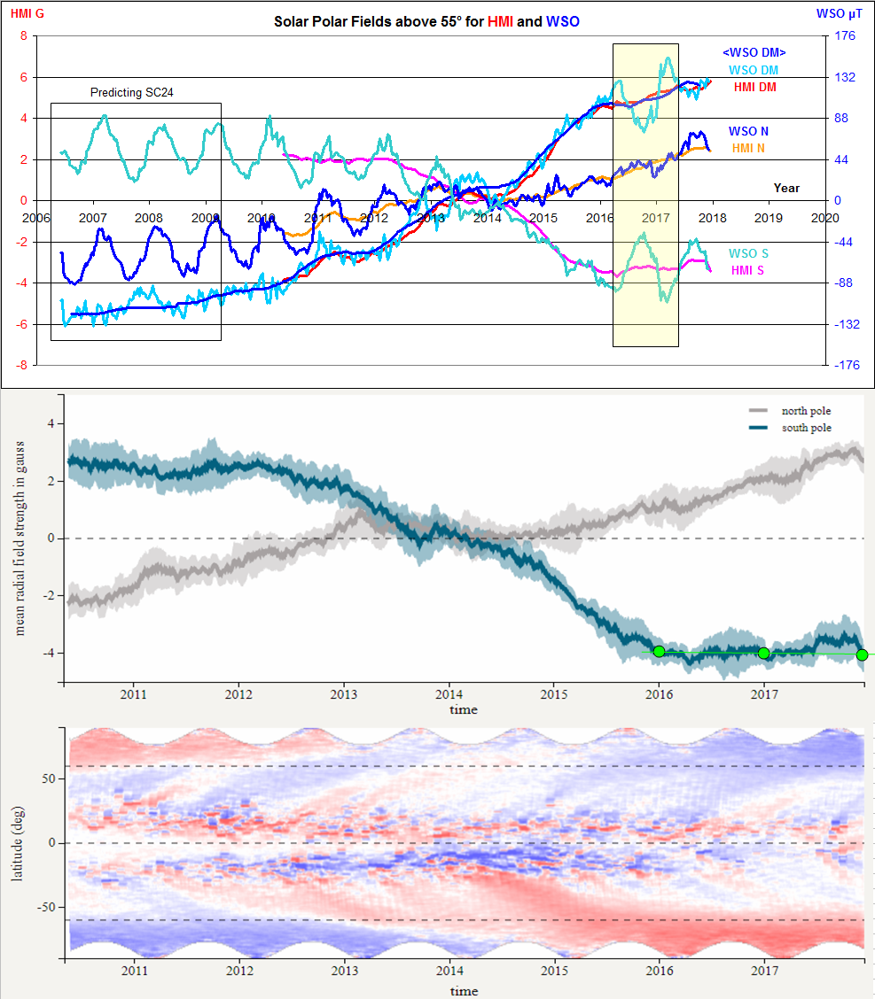 HMI G
Solar Polar Fields above 55° for HMI and WSO
WSO µT
8
6
4
2
0
-2
-4
-6
-8
176
132
88
44
0
-44
-88
-132
-176
Predicting SC24
<WSO DM>
WSO DM
HMI DM
WSO N
HMI N
Year
2006 2007 2008 2009 2010 2011 2012 2013 2014 2015 2016 2017 2018 2019 2020
WSO S
HMI S
mean radial field strength in gauss
4
2
0
-2
-4
north pole
south pole
2011 2012 2013 2014 2015 2016 2017
time
latitude (deg)
50
0
-50
2011 2012 2013 2014 2015 2016 2017
time